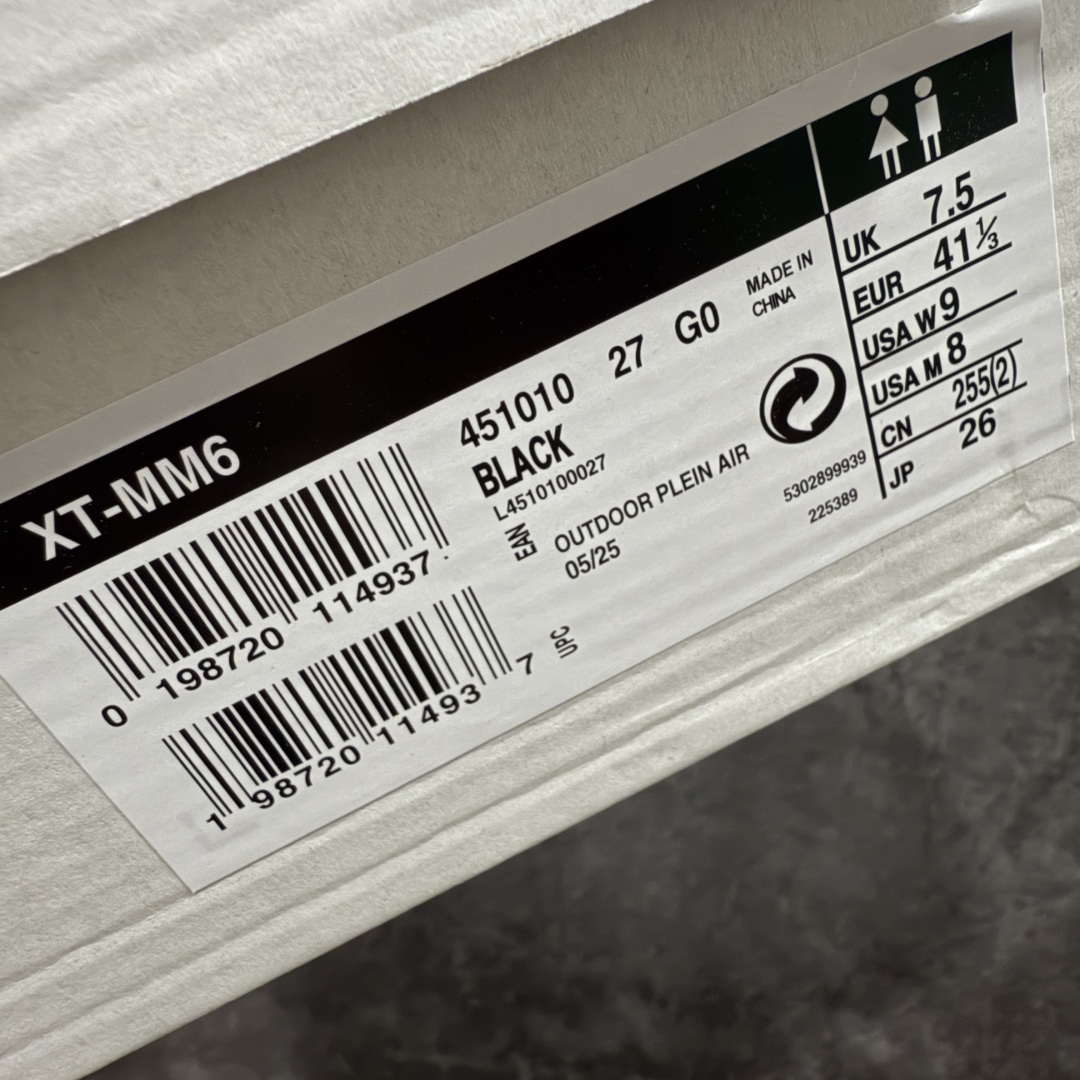 XT-MM6
451010 27 G0
MADE IN
CHINA
BLACK
L4510100027
EAN
OUTDOOR PLEIN AIR
05/25
0 198720 114937
UPC
1 98720 11493 7
5302899939
225389
UK 7.5
EUR 41⅓
USA W 9
USA M 8
CN 255(2)
JP 26